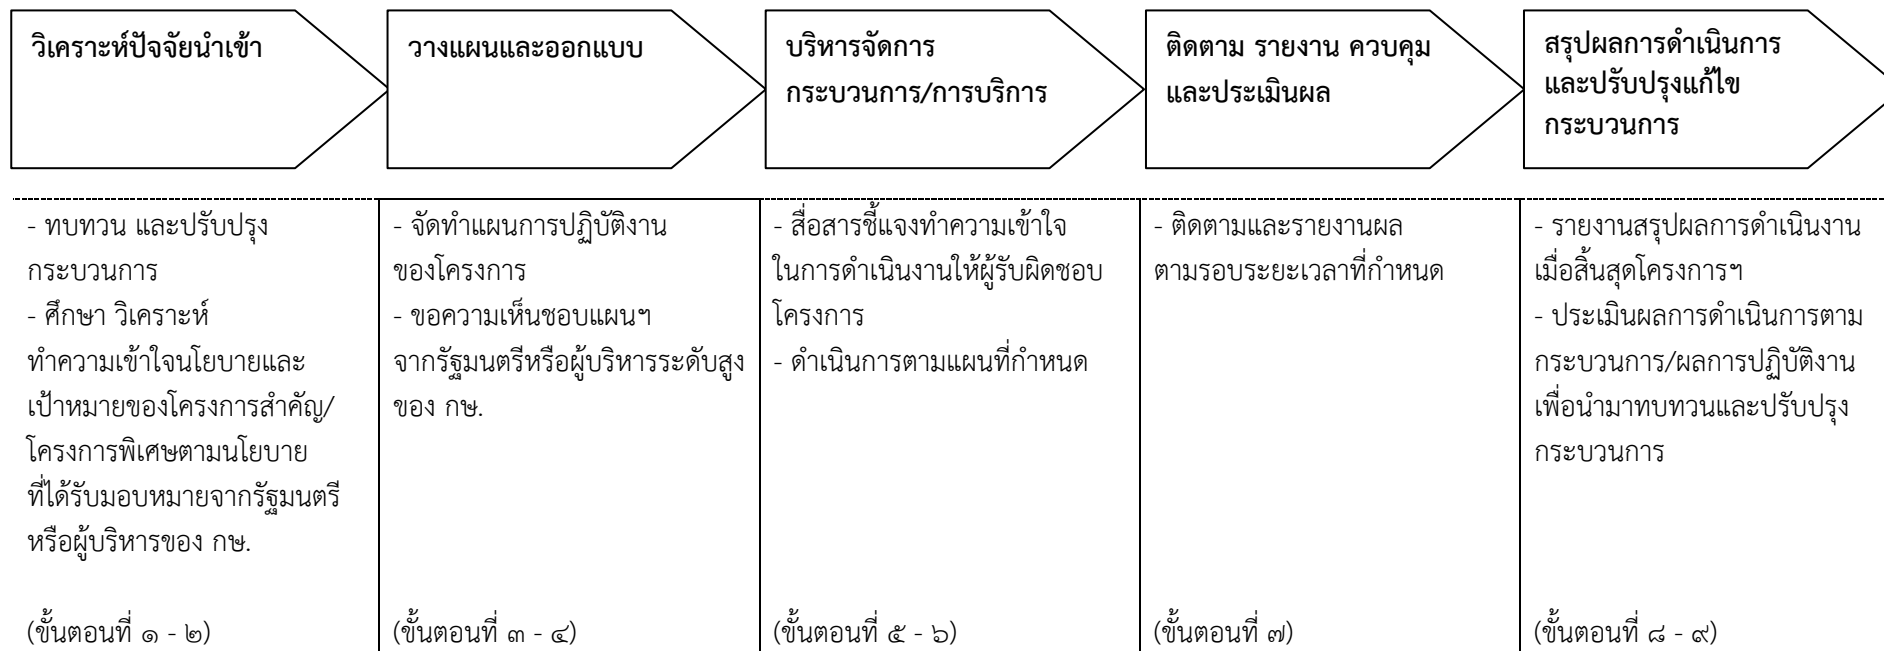 วิเคราะห์ปัจจัยนำเข้า
วางแผนและออกแบบ
บริหารจัดการ
กระบวนการ/การบริการ
ติดตาม รายงาน ควบคุม
และประเมินผล
สรุปผลการดำเนินการ
และปรับปรุงแก้ไข
กระบวนการ
- ทบทวน และปรับปรุง
กระบวนการ
- ศึกษา วิเคราะห์
ทำความเข้าใจนโยบายและ
เป้าหมายของโครงการสำคัญ/
โครงการพิเศษตามนโยบาย
ที่ได้รับมอบหมายจากรัฐมนตรี
หรือผู้บริหารของ กษ.
(ขั้นตอนที่ ๑ - ๒)
- จัดทำแผนการปฏิบัติงาน
ของโครงการ
- ขอความเห็นชอบแผนฯ
จากรัฐมนตรีหรือผู้บริหารระดับสูง
ของ กษ.
(ขั้นตอนที่ ๓ - ๔)
- สื่อสารชี้แจงทำความเข้าใจ
ในการดำเนินงานให้ผู้รับผิดชอบ
โครงการ
- ดำเนินการตามแผนที่กำหนด
(ขั้นตอนที่ ๕ - ๖)
- ติดตามและรายงานผล
ตามรอบระยะเวลาที่กำหนด
(ขั้นตอนที่ ๗)
- รายงานสรุปผลการดำเนินงาน
เมื่อสิ้นสุดโครงการฯ
- ประเมินผลการดำเนินการตาม
กระบวนการ/ผลการปฏิบัติงาน
เพื่อนำมาทบทวนและปรับปรุง
กระบวนการ
(ขั้นตอนที่ ๘ - ๙)